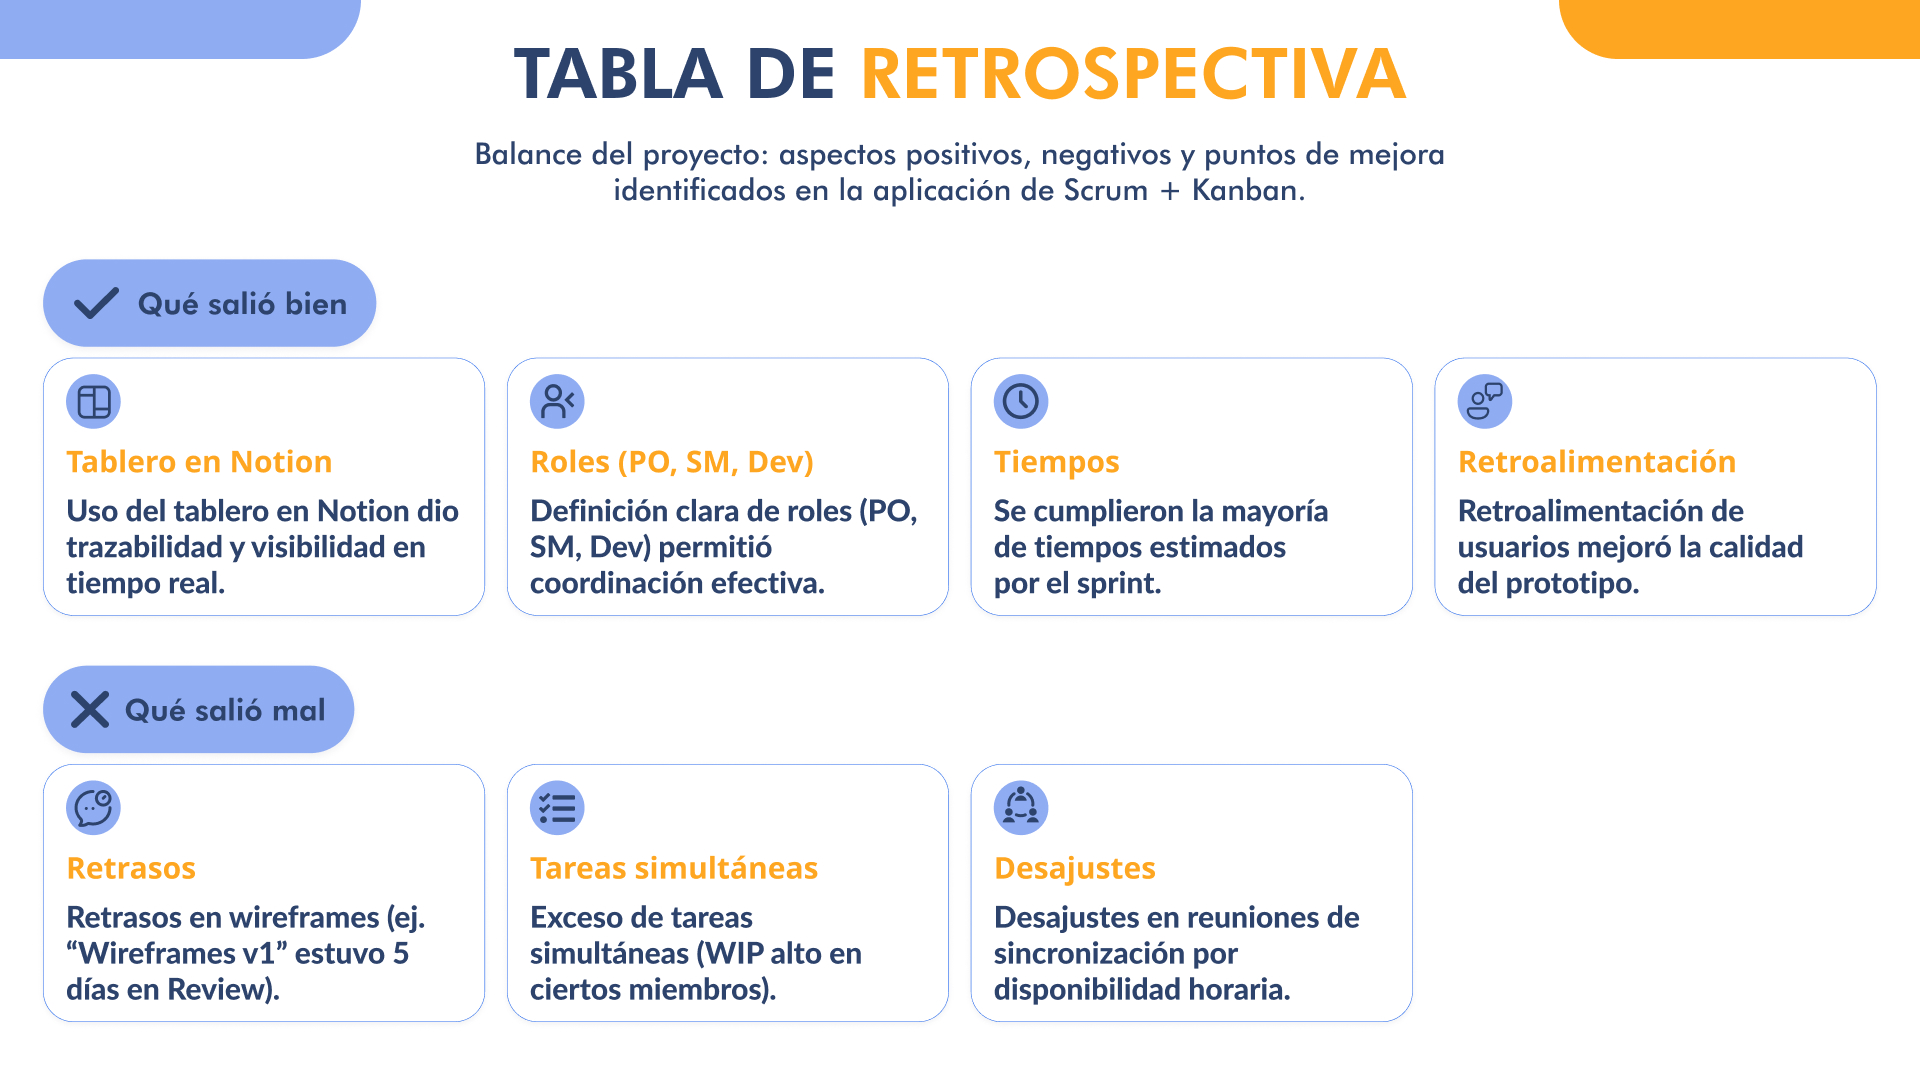 TABLA DE RETROSPECTIVA
Balance del proyecto: aspectos positivos, negativos y puntos de mejora
identificados en la aplicación de Scrum + Kanban.
Qué salió bien
Tablero en Notion
Uso del tablero en Notion dio
trazabilidad y visibilidad en
tiempo real.
Roles (PO, SM, Dev)
Definición clara de roles (PO,
SM, Dev) permitió
coordinación efectiva.
Tiempos
Se cumplieron la mayoría
de tiempos estimados
por el sprint.
Retroalimentación
Retroalimentación de
usuarios mejoró la calidad
del prototipo.
Qué salió mal
Retrasos
Retrasos en wireframes (ej.
“Wireframes v1” estuvo 5
días en Review).
Tareas simultáneas
Exceso de tareas
simultáneas (WIP alto en
ciertos miembros).
Desajustes
Desajustes en reuniones de
sincronización por
disponibilidad horaria.